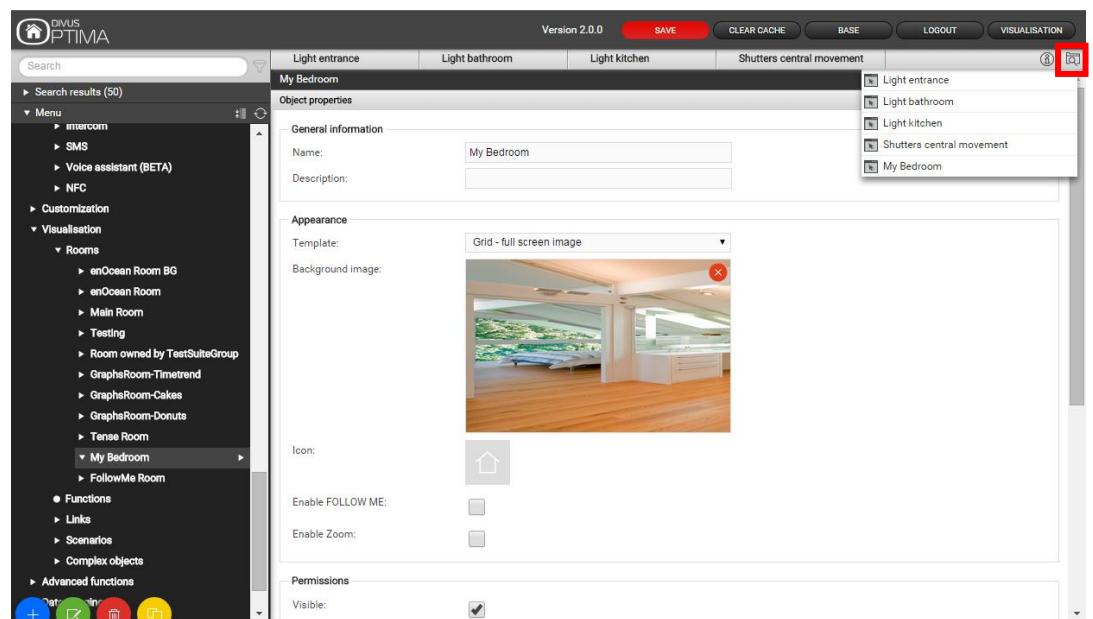 DIVUS
OPTIMA
Version 2.0.0
SAVE
CLEAR CACHE
BASE
LOGOUT
VISUALISATION
Search
Light entrance
Light bathroom
Light kitchen
Shutters central movement
Search results (50)
Menu
Intercom
SMS
Voice assistant (BETA)
NFC
Customization
Visualisation
Rooms
enOcean Room BG
enOcean Room
Main Room
Testing
Room owned by TestSuiteGroup
GraphsRoom-Timetrend
GraphsRoom-Cakes
GraphsRoom-Donuts
Tense Room
My Bedroom
FollowMe Room
Functions
Links
Scenarios
Complex objects
Advanced functions
My Bedroom
Object properties
General information
Name:
My Bedroom
Description:
Appearance
Template:
Grid - full screen image
Background image:
Icon:
Enable FOLLOW ME:
Enable Zoom:
Permissions
Visible:
Light entrance
Light bathroom
Light kitchen
Shutters central movement
My Bedroom